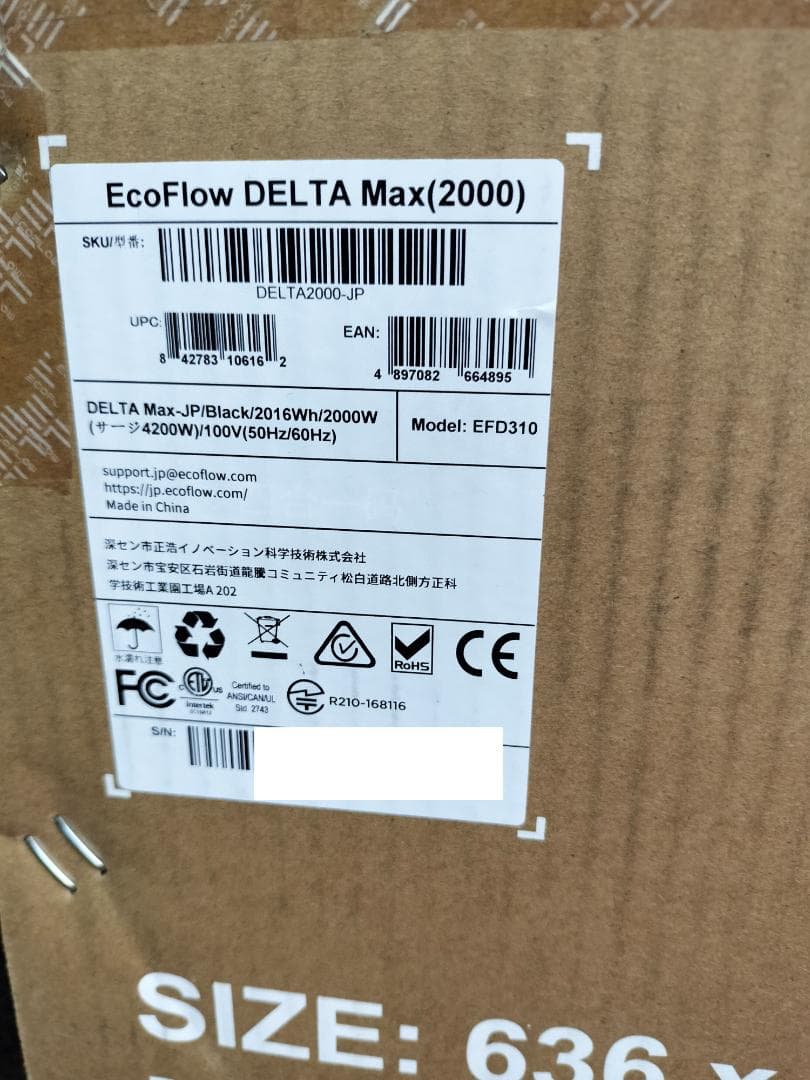 EcoFlow DELTA Max(2000)
SKU/型番:
DELTA2000-JP
UPC:
8 42783 10616 2
EAN:
4 897082 664895
DELTA Max-JP/Black/2016Wh/2000W
(サージ4200W)/100V(50Hz/60Hz)
Model: EFD310
support.jp@ecoflow.com
https://jp.ecoflow.com/
Made in China
深セン市正浩イノベーション科学技術株式会社
深セン市宝安区石岩街道龍騰コミュニティ松白道路北側方正科
学技術工業園工場A 202
水濡れ注意
RoHS
CE
FC
c ETL us
Intertek
Certified to
ANSI/CAN/UL
Std. 2743
R210-168116
S/N:
SIZE: 636 x